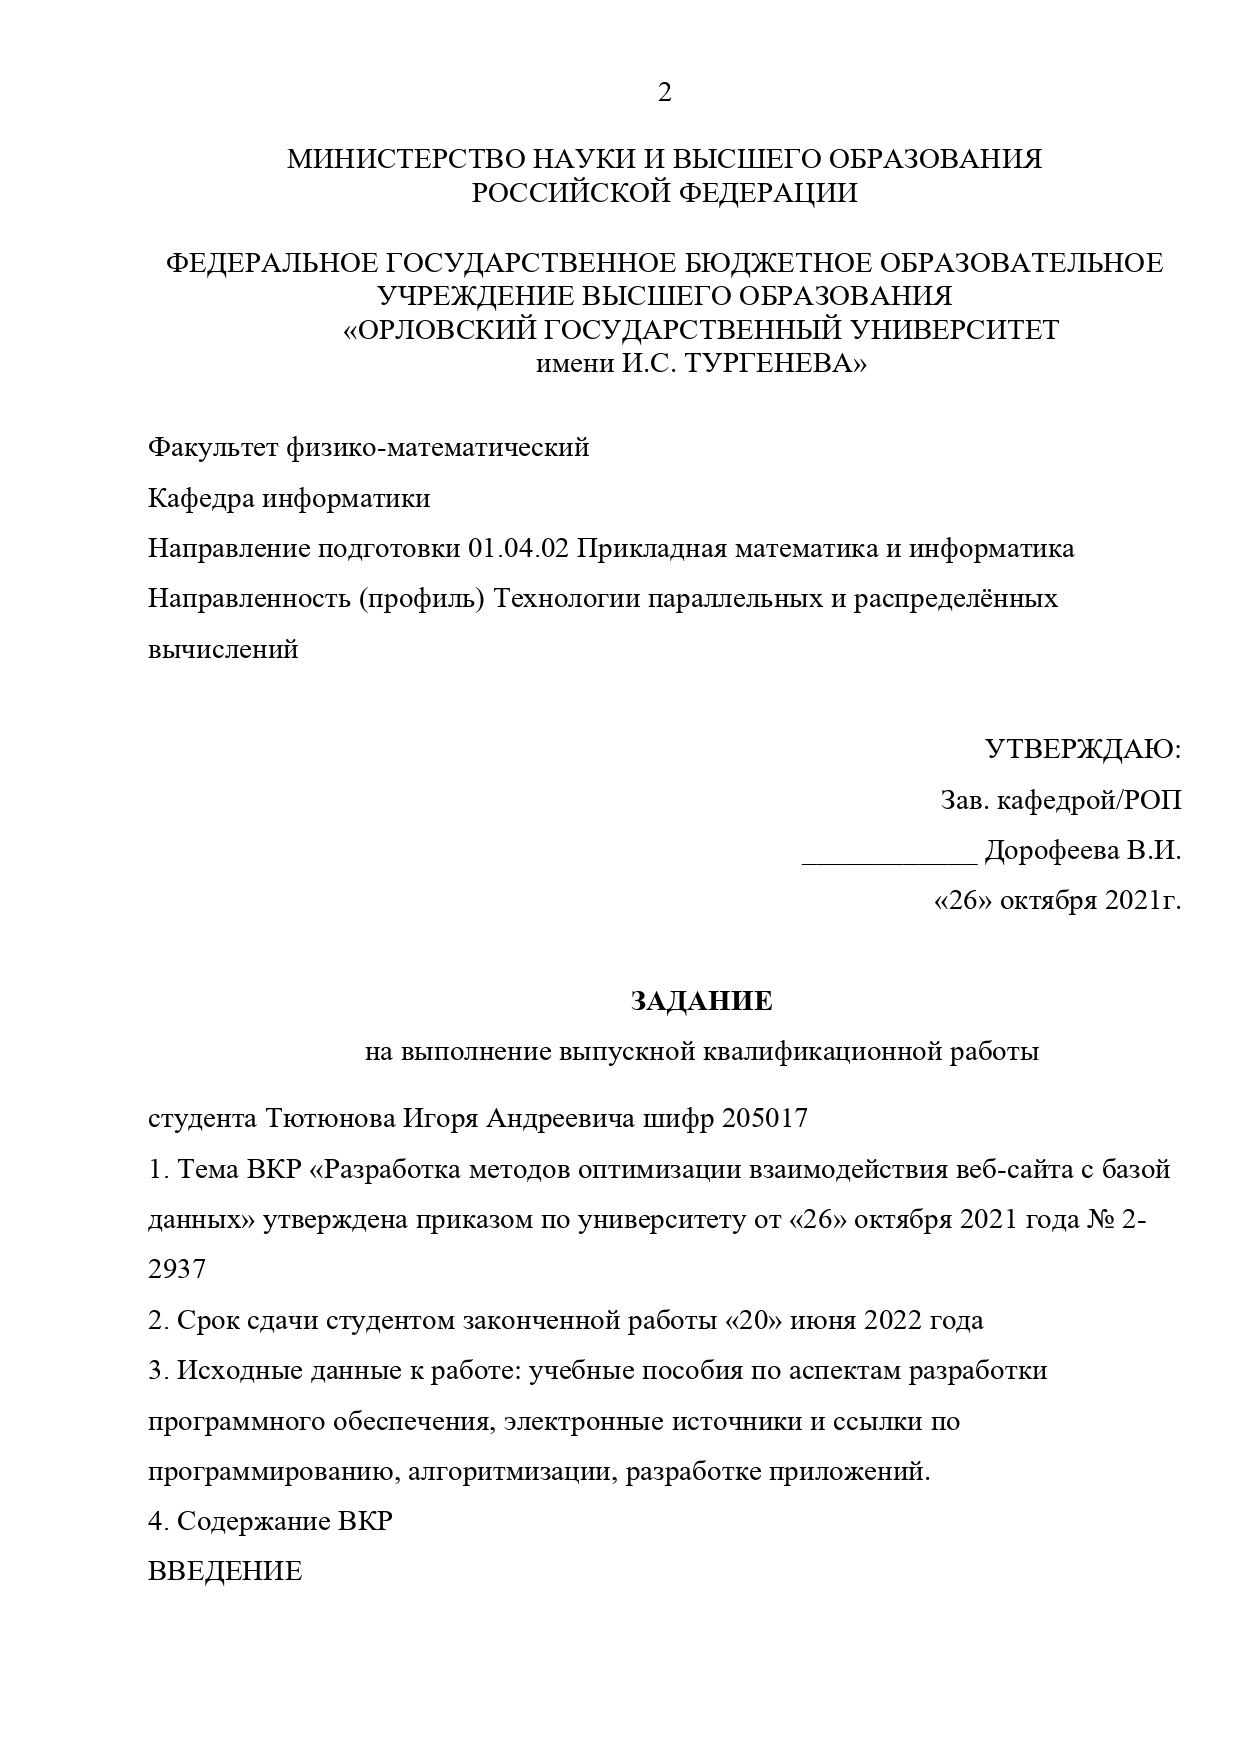 2
МИНИСТЕРСТВО НАУКИ И ВЫСШЕГО ОБРАЗОВАНИЯ
РОССИЙСКОЙ ФЕДЕРАЦИИ
ФЕДЕРАЛЬНОЕ ГОСУДАРСТВЕННОЕ БЮДЖЕТНОЕ ОБРАЗОВАТЕЛЬНОЕ
УЧРЕЖДЕНИЕ ВЫСШЕГО ОБРАЗОВАНИЯ
«ОРЛОВСКИЙ ГОСУДАРСТВЕННЫЙ УНИВЕРСИТЕТ
имени И.С. ТУРГЕНЕВА»
Факультет физико-математический
Кафедра информатики
Направление подготовки 01.04.02 Прикладная математика и информатика
Направленность (профиль) Технологии параллельных и распределённых
вычислений
УТВЕРЖДАЮ:
Зав. кафедрой/РОП
____________ Дорофеева В.И.
«26» октября 2021г.
ЗАДАНИЕ
на выполнение выпускной квалификационной работы
студента Тютюнова Игоря Андреевича шифр 205017
1. Тема ВКР «Разработка методов оптимизации взаимодействия веб-сайта с базой
данных» утверждена приказом по университету от «26» октября 2021 года № 2-
2937
2. Срок сдачи студентом законченной работы «20» июня 2022 года
3. Исходные данные к работе: учебные пособия по аспектам разработки
программного обеспечения, электронные источники и ссылки по
программированию, алгоритмизации, разработке приложений.
4. Содержание ВКР
ВВЕДЕНИЕ